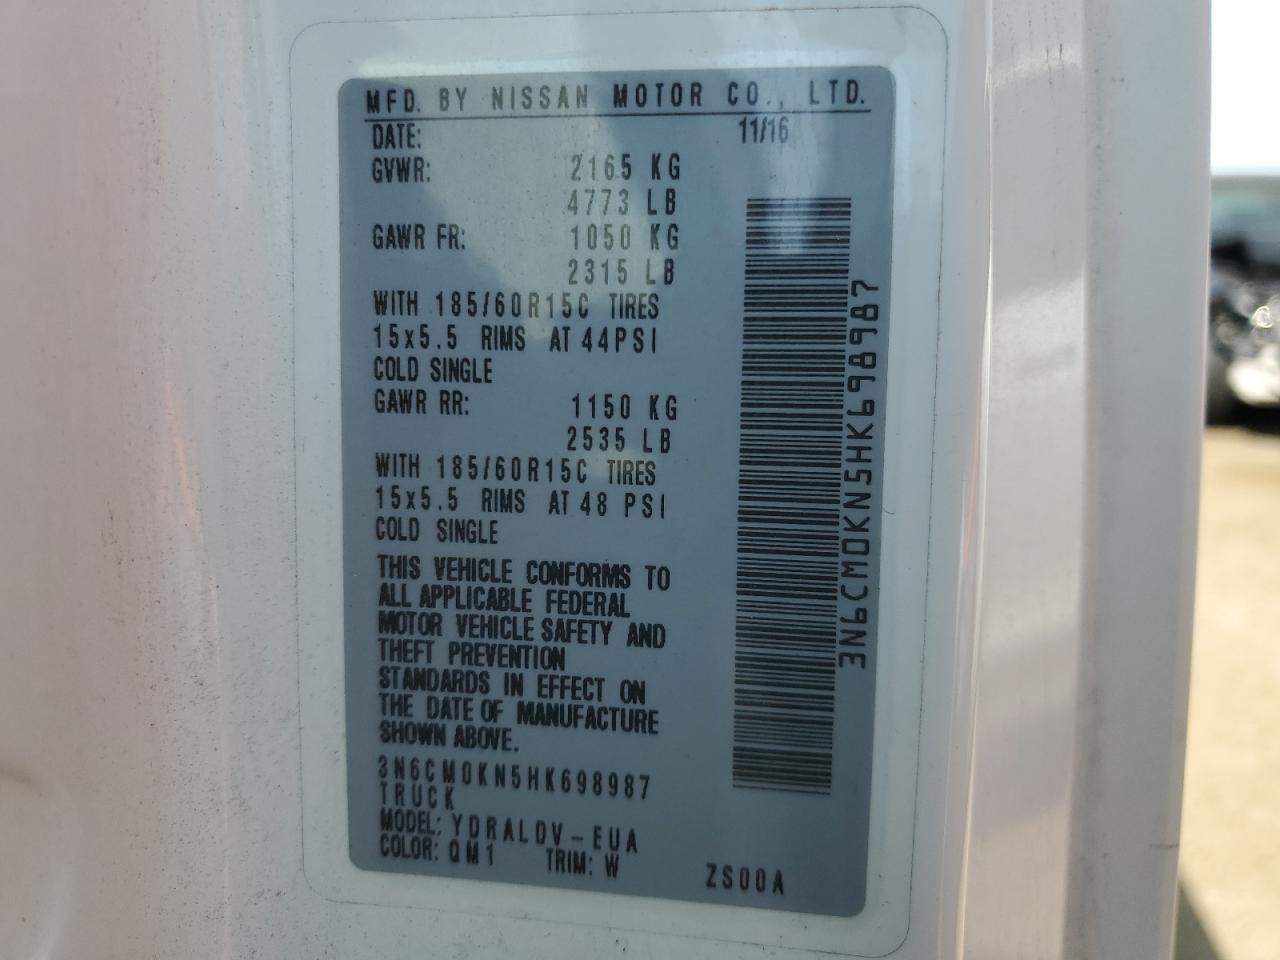 MFD. BY NISSAN MOTOR CO., LTD.
DATE: 11/16
GVWR: 2165 KG
4773 LB
GAWR FR: 1050 KG
2315 LB
WITH 185/60R15C TIRES
15x5.5 RIMS AT 44PSI
COLD SINGLE
GAWR RR: 1150 KG
2535 LB
WITH 185/60R15C TIRES
15x5.5 RIMS AT 48 PSI
COLD SINGLE
THIS VEHICLE CONFORMS TO
ALL APPLICABLE FEDERAL
MOTOR VEHICLE SAFETY AND
THEFT PREVENTION
STANDARDS IN EFFECT ON
THE DATE OF MANUFACTURE
SHOWN ABOVE.
3N6CM0KN5HK698987
TRUCK
MODEL: YDRALDV-EUA
COLOR: QM1 TRIM: W ZS00A
3N6CM0KN5HK698987